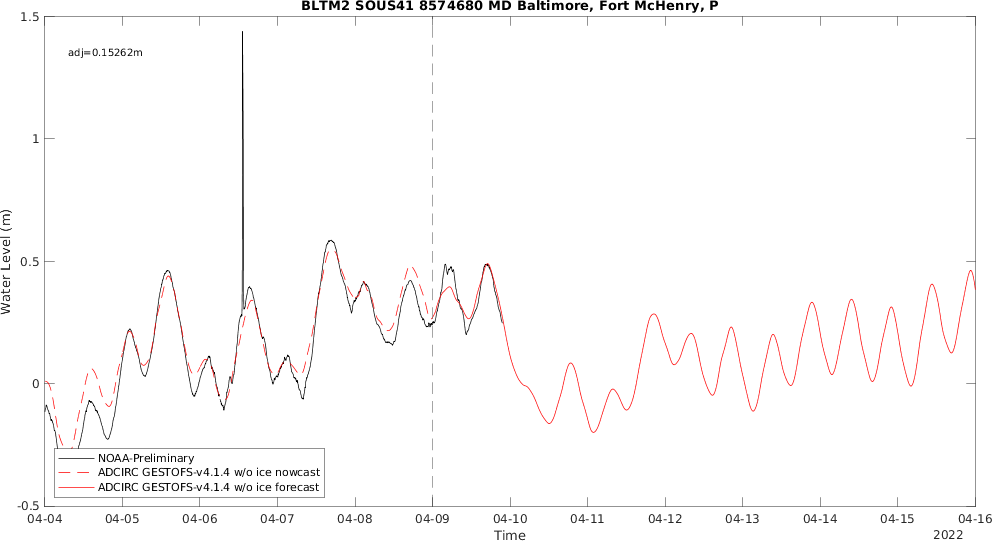 BLTM2 SOUS41 8574680 MD Baltimore, Fort McHenry, P
adj=0.15262m
1.5
1
0.5
0
-0.5
Water Level (m)
NOAA-Preliminary
ADCIRC GESTOFS-v4.1.4 w/o ice nowcast
ADCIRC GESTOFS-v4.1.4 w/o ice forecast
04-04 04-05 04-06 04-07 04-08 04-09 04-10 04-11 04-12 04-13 04-14 04-15 04-16
Time
2022